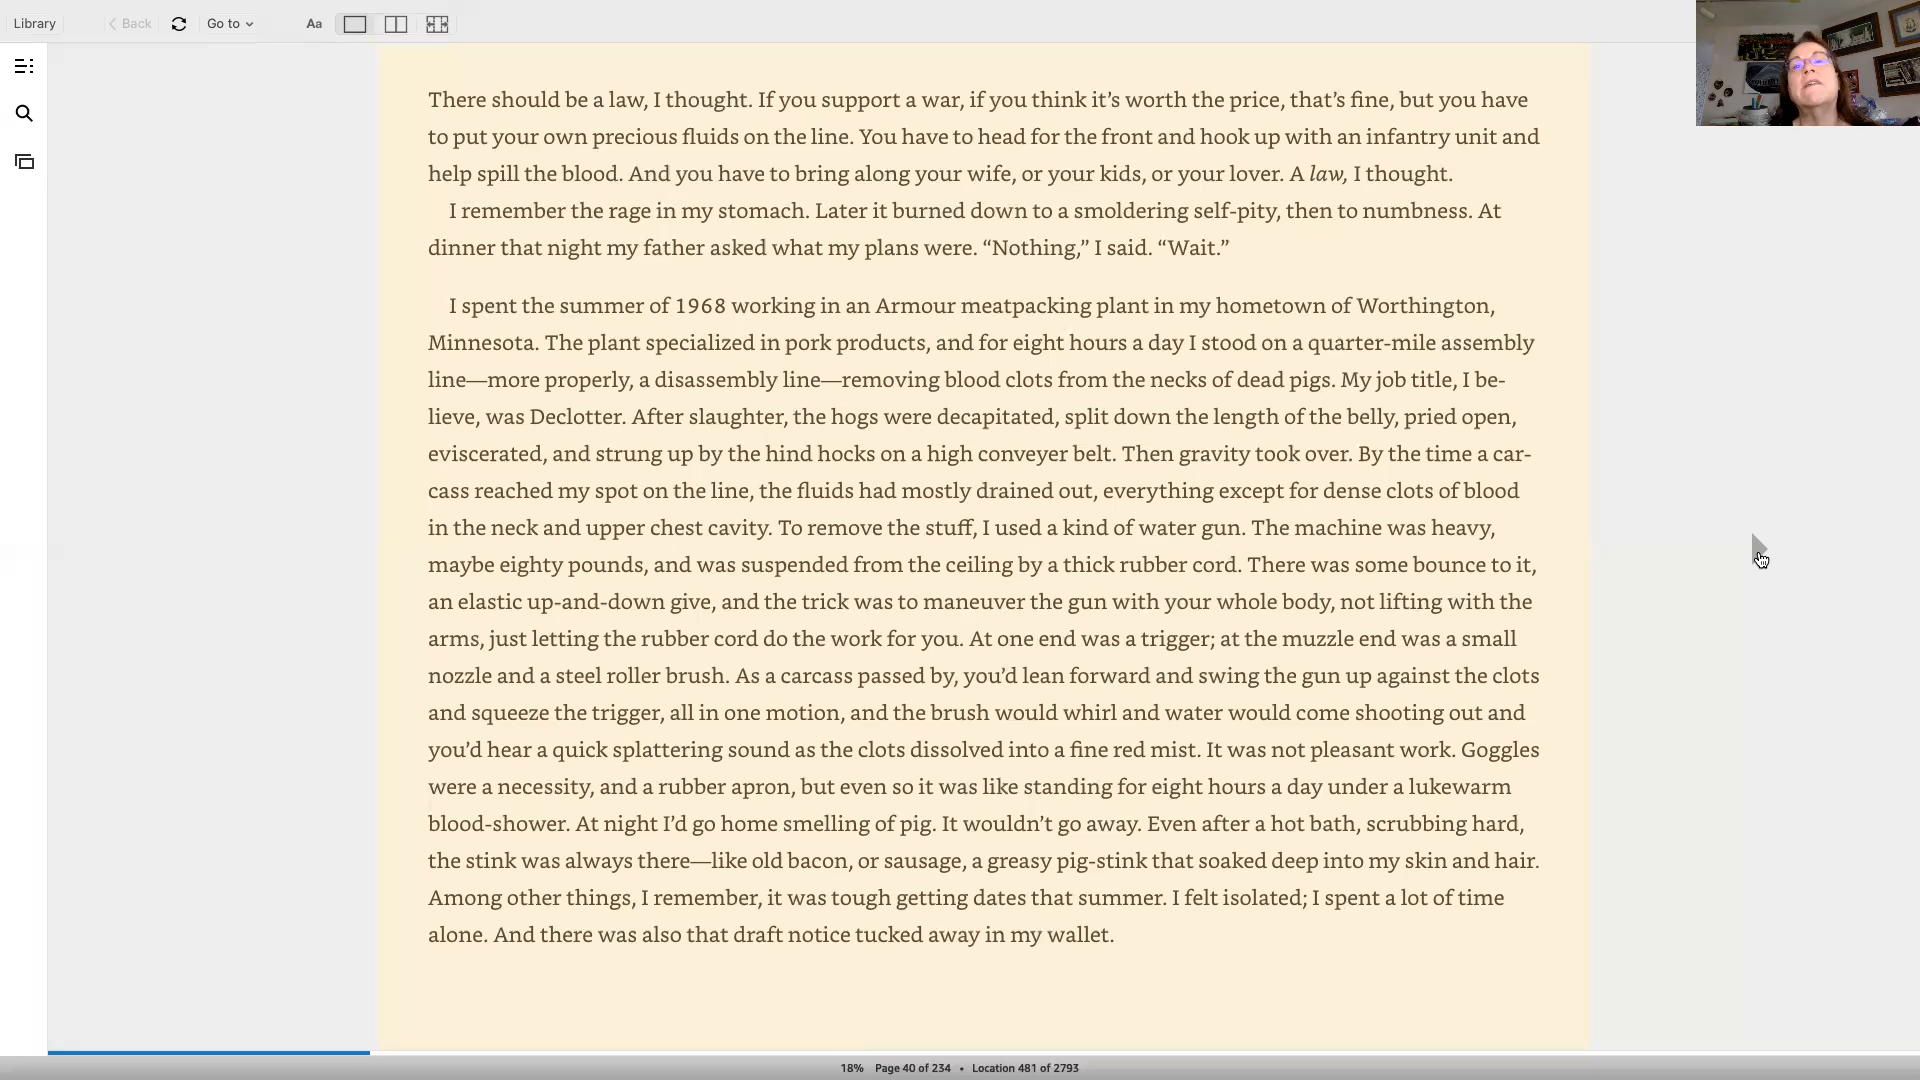 Library
Back
Go to
Aa
There should be a law, I thought. If you support a war, if you think it’s worth the price, that’s fine, but you have
to put your own precious fluids on the line. You have to head for the front and hook up with an infantry unit and
help spill the blood. And you have to bring along your wife, or your kids, or your lover. A law, I thought.
I remember the rage in my stomach. Later it burned down to a smoldering self-pity, then to numbness. At
dinner that night my father asked what my plans were. “Nothing,” I said. “Wait.”
I spent the summer of 1968 working in an Armour meatpacking plant in my hometown of Worthington,
Minnesota. The plant specialized in pork products, and for eight hours a day I stood on a quarter-mile assembly
line—more properly, a disassembly line—removing blood clots from the necks of dead pigs. My job title, I be-
lieve, was Declotter. After slaughter, the hogs were decapitated, split down the length of the belly, pried open,
eviscerated, and strung up by the hind hocks on a high conveyer belt. Then gravity took over. By the time a car-
cass reached my spot on the line, the fluids had mostly drained out, everything except for dense clots of blood
in the neck and upper chest cavity. To remove the stuff, I used a kind of water gun. The machine was heavy,
maybe eighty pounds, and was suspended from the ceiling by a thick rubber cord. There was some bounce to it,
an elastic up-and-down give, and the trick was to maneuver the gun with your whole body, not lifting with the
arms, just letting the rubber cord do the work for you. At one end was a trigger; at the muzzle end was a small
nozzle and a steel roller brush. As a carcass passed by, you’d lean forward and swing the gun up against the clots
and squeeze the trigger, all in one motion, and the brush would whirl and water would come shooting out and
you’d hear a quick splattering sound as the clots dissolved into a fine red mist. It was not pleasant work. Goggles
were a necessity, and a rubber apron, but even so it was like standing for eight hours a day under a lukewarm
blood-shower. At night I’d go home smelling of pig. It wouldn’t go away. Even after a hot bath, scrubbing hard,
the stink was always there—like old bacon, or sausage, a greasy pig-stink that soaked deep into my skin and hair.
Among other things, I remember, it was tough getting dates that summer. I felt isolated; I spent a lot of time
alone. And there was also that draft notice tucked away in my wallet.
18% Page 40 of 234 • Location 481 of 2793